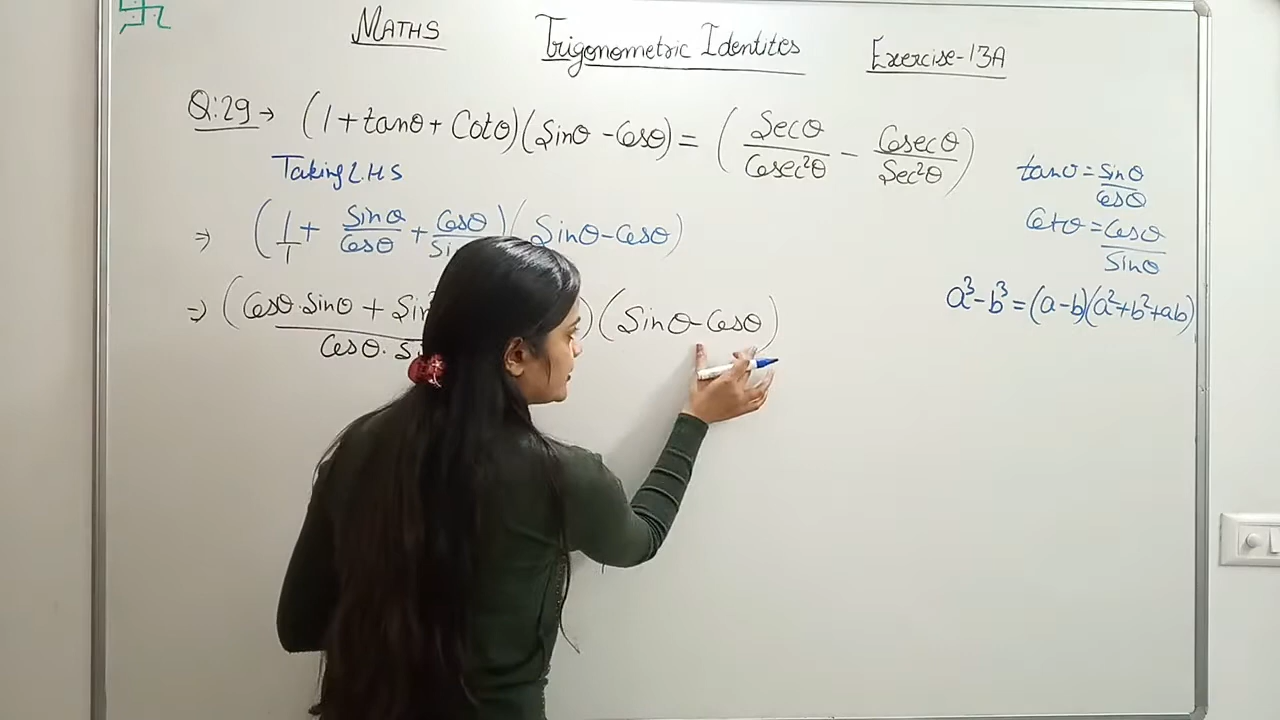 MATHS Trigonometric Identites Exercise-13A
Q:29→ (1+tanθ+Cotθ)(Sinθ-Cosθ)=(Secθ/Cosec²θ - Cosecθ/Sec²θ)
Taking L.H.S
⇒ (1/1+ Sinθ/Cosθ + Cosθ/Si )(Sinθ-Cosθ)
⇒ (Cosθ.Sinθ + Sin / Cosθ.Si )(Sinθ-Cosθ)
tanθ=Sinθ/Cosθ
Cotθ=Cosθ/Sinθ
a³-b³=(a-b)(a²+b²+ab)